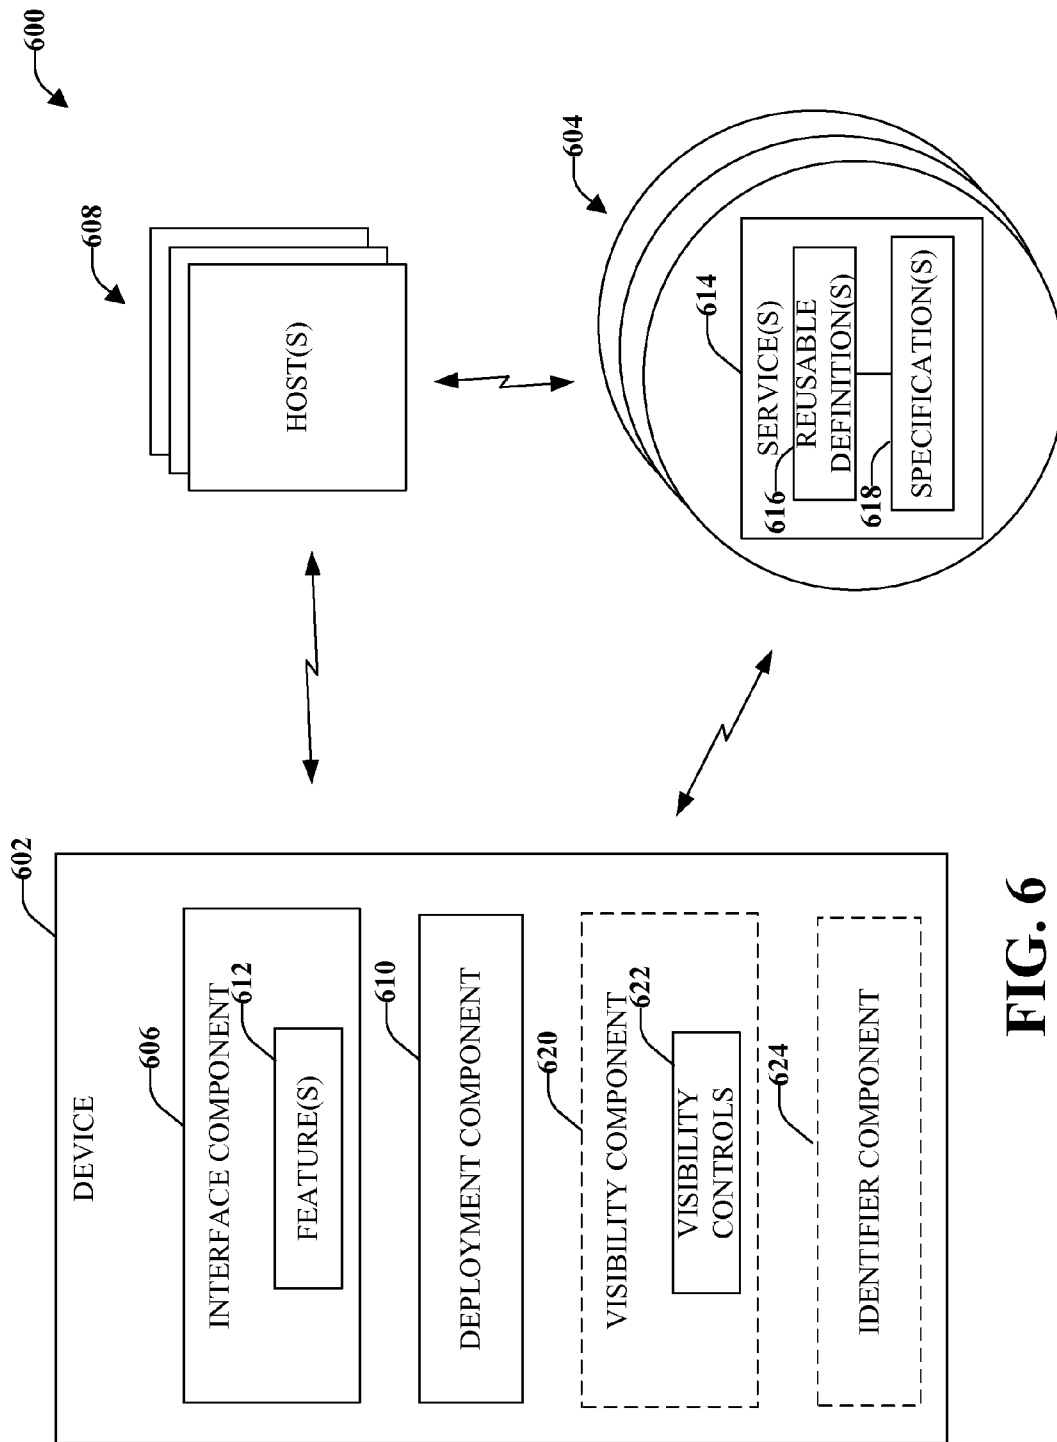 600
602
DEVICE
606
INTERFACE COMPONENT
612
FEATURE(S)
610
DEPLOYMENT COMPONENT
620
VISIBILITY COMPONENT
622
VISIBILITY
CONTROLS
624
IDENTIFIER COMPONENT
608
HOST(S)
604
614
SERVICE(S)
616
REUSABLE
DEFINITION(S)
618
SPECIFICATION(S)
FIG. 6